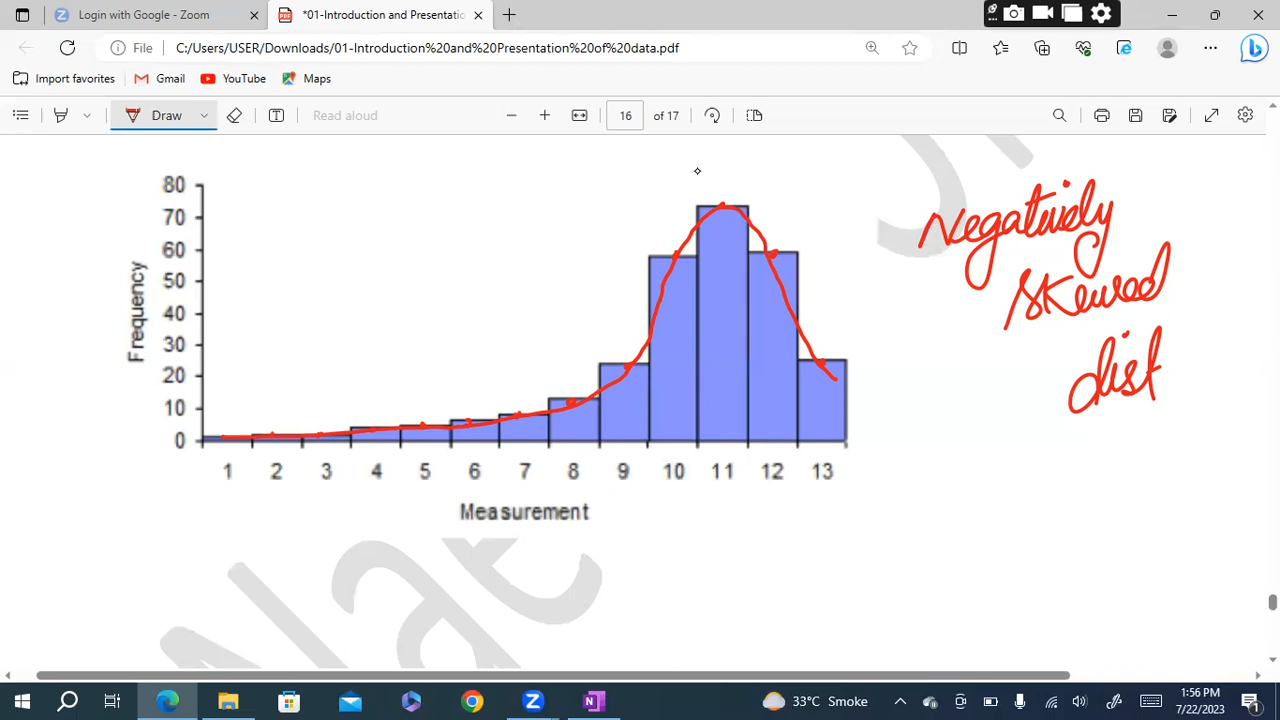 Login with Google - Zoom
*01-Introduction and Presentation
File
C:/Users/USER/Downloads/01-Introduction%20and%20Presentation%20of%20data.pdf
Import favorites
Gmail
YouTube
Maps
Draw
Read aloud
16
of 17
80
70
60
50
40
30
20
10
0
Frequency
1 2 3 4 5 6 7 8 9 10 11 12 13
Measurement
Negatively
skewed
dist
33°C Smoke
1:56 PM
7/22/2023